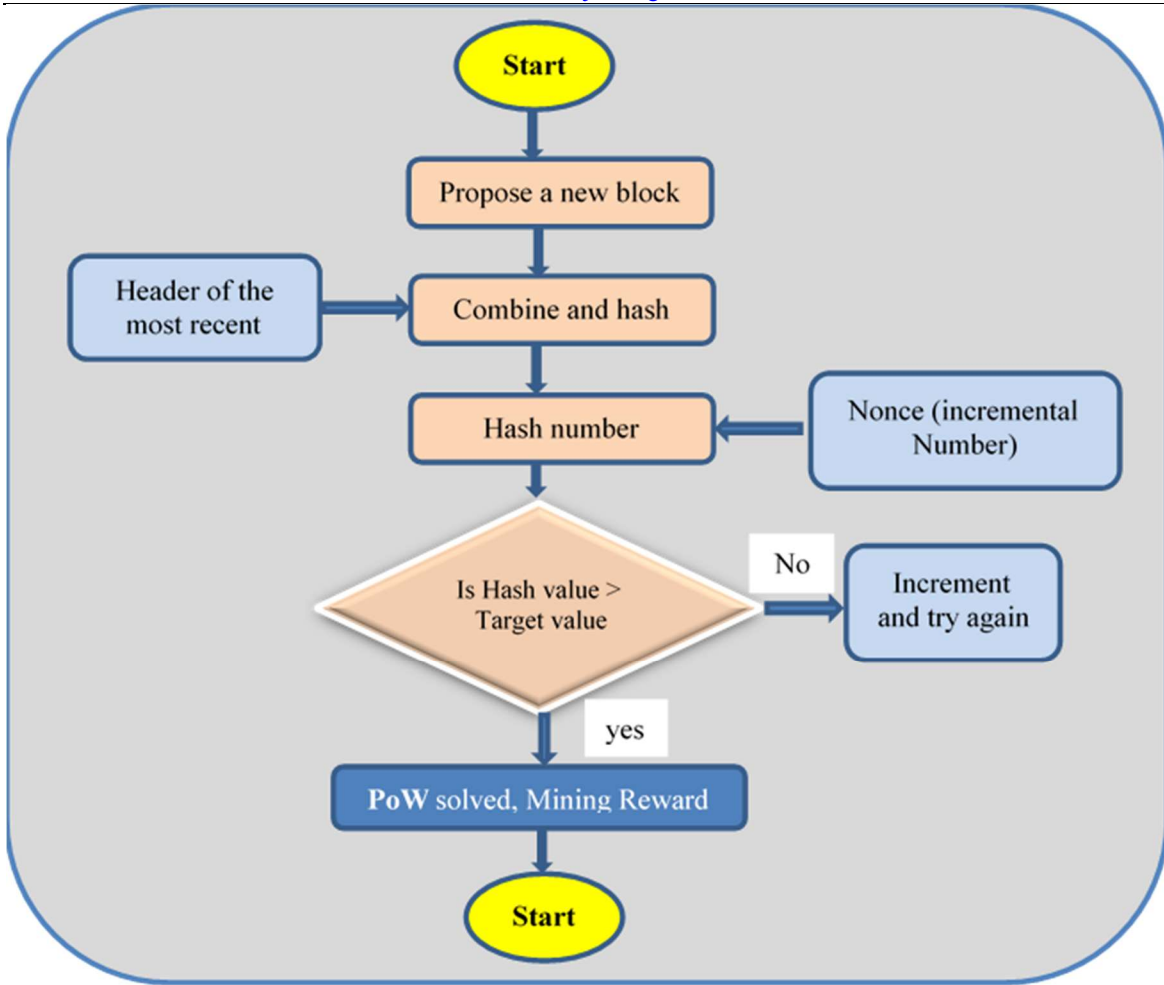 Start
Propose a new block
Header of the
most recent
Combine and hash
Hash number
Nonce (incremental
Number)
Is Hash value >
Target value
No
Increment
and try again
yes
PoW solved, Mining Reward
Start